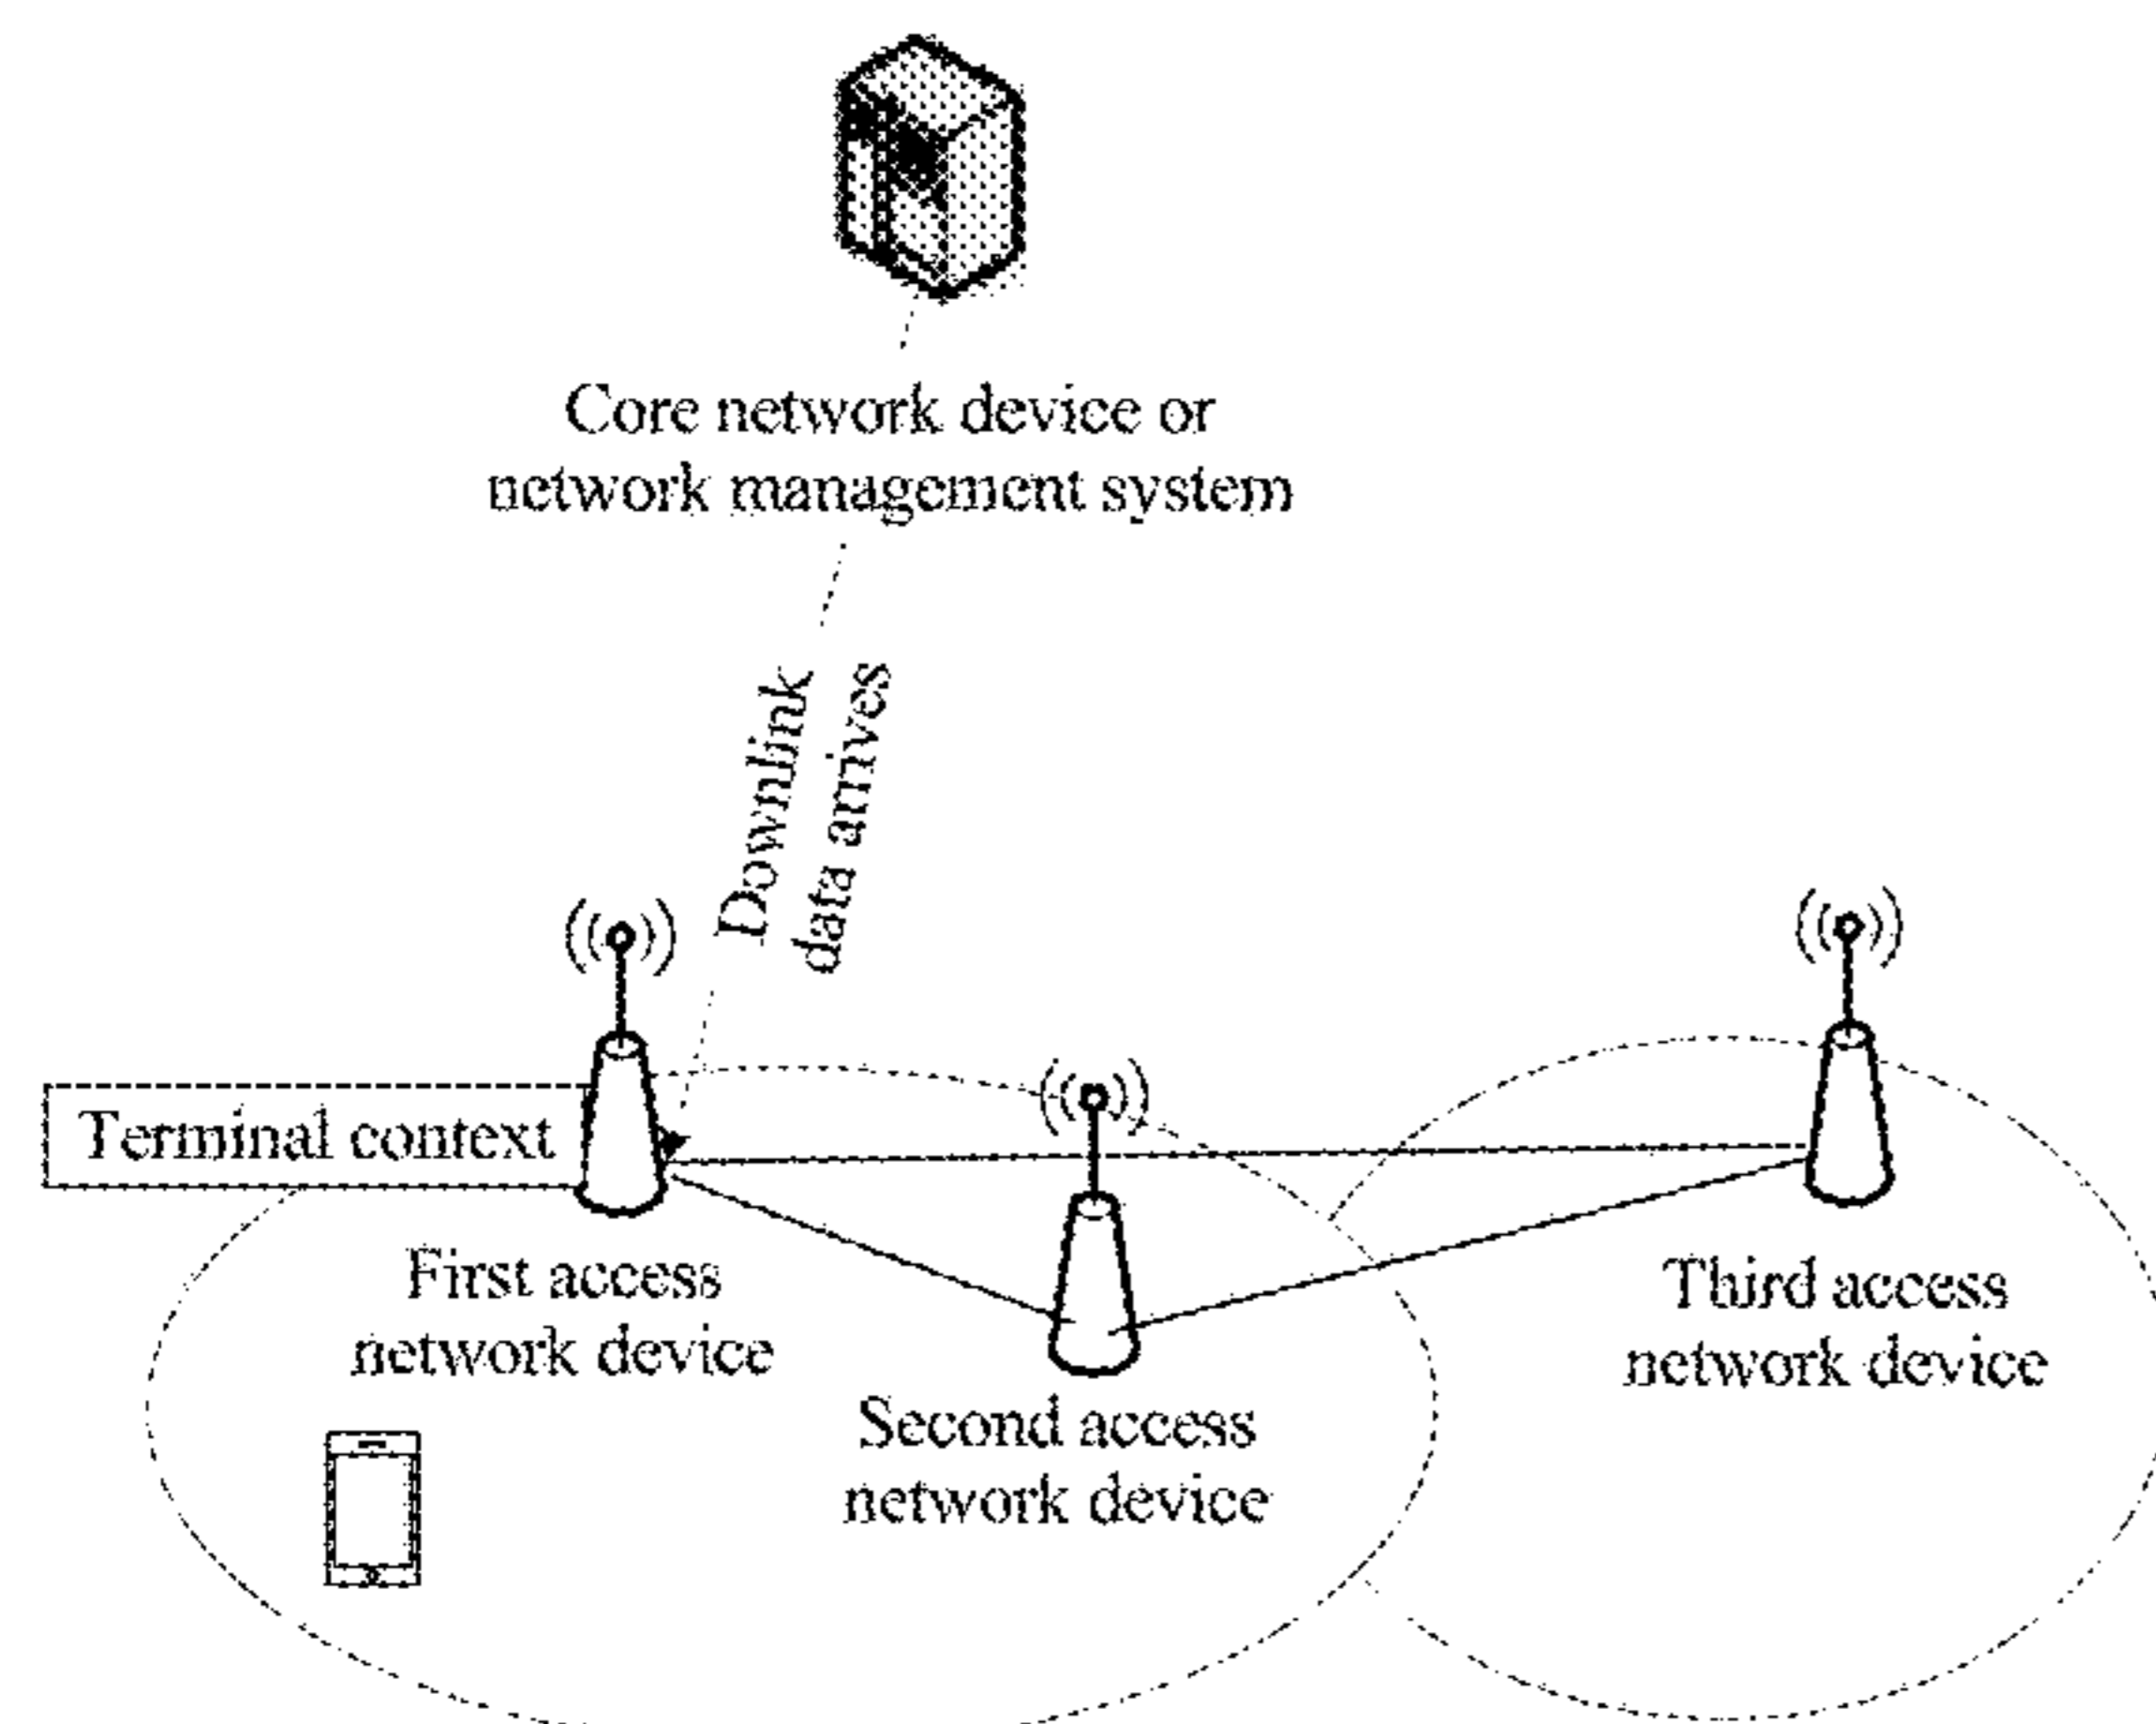 Core network device or
network management system
Downlink
data arrives
Terminal context
First access
network device
Second access
network device
Third access
network device